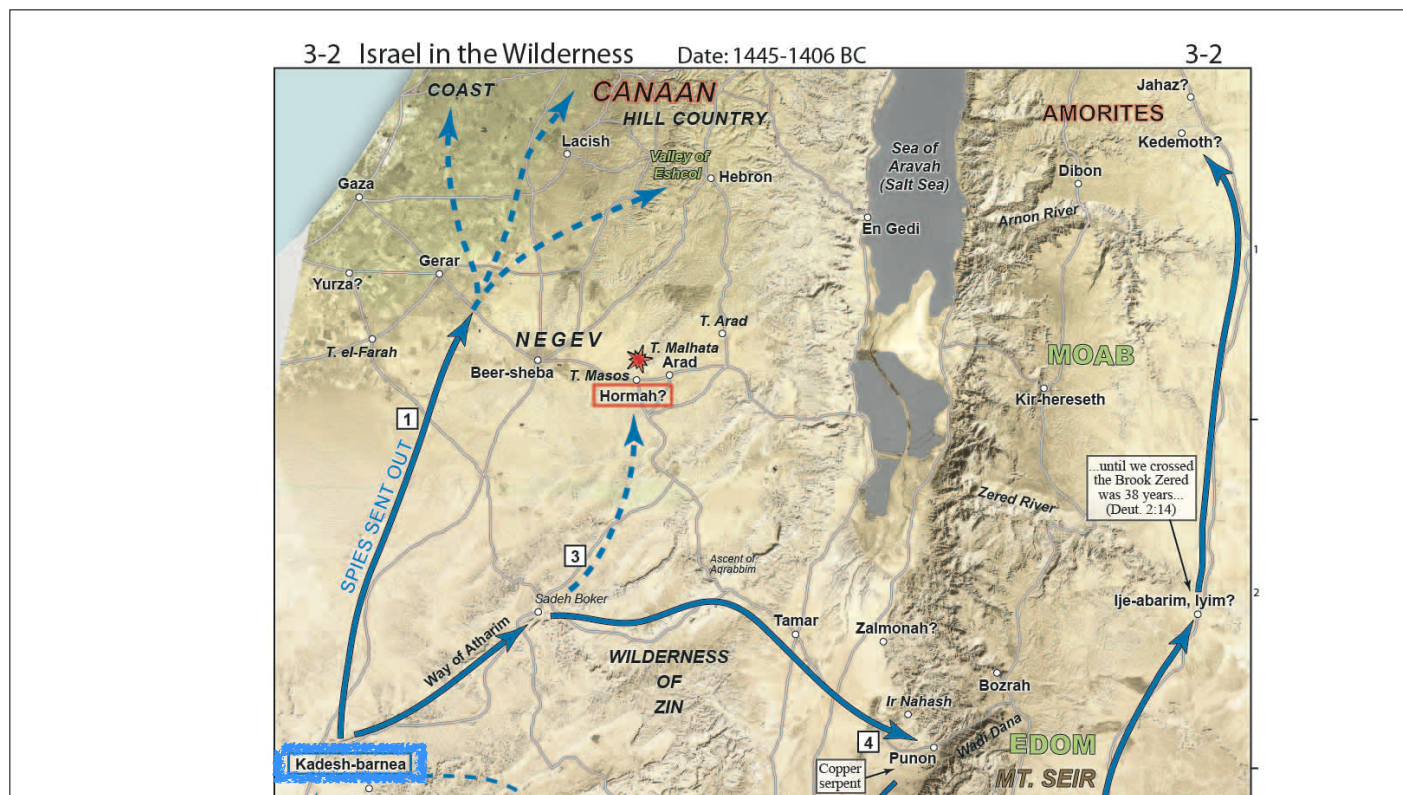 3-2 Israel in the Wilderness Date: 1445-1406 BC 3-2
COAST
CANAAN
HILL COUNTRY
Jahaz?
AMORITES
Kedemoth?
Lacish
Valley of
Eshcol
Hebron
Sea of
Aravah
(Salt Sea)
Dibon
Gaza
Arnon River
En Gedi
1
Gerar
Yurza?
T. Arad
T. el-Farah
NEGEV
T. Malhata
Arad
MOAB
Beer-sheba
T. Masos
Hormah?
Kir-hereseth
1
SPIES SENT OUT
...until we crossed
the Brook Zered
was 38 years...
(Deut. 2:14)
Zered River
3
Ascent of
Aqrabbim
Sadeh Boker
2
Ije-abarim, Iyim?
Way of Atharim
Tamar
Zalmonah?
WILDERNESS
OF
ZIN
Bozrah
Ir Nahash
4
Punon
Wadi Dana
EDOM
Kadesh-barnea
Copper
serpent
MT. SEIR